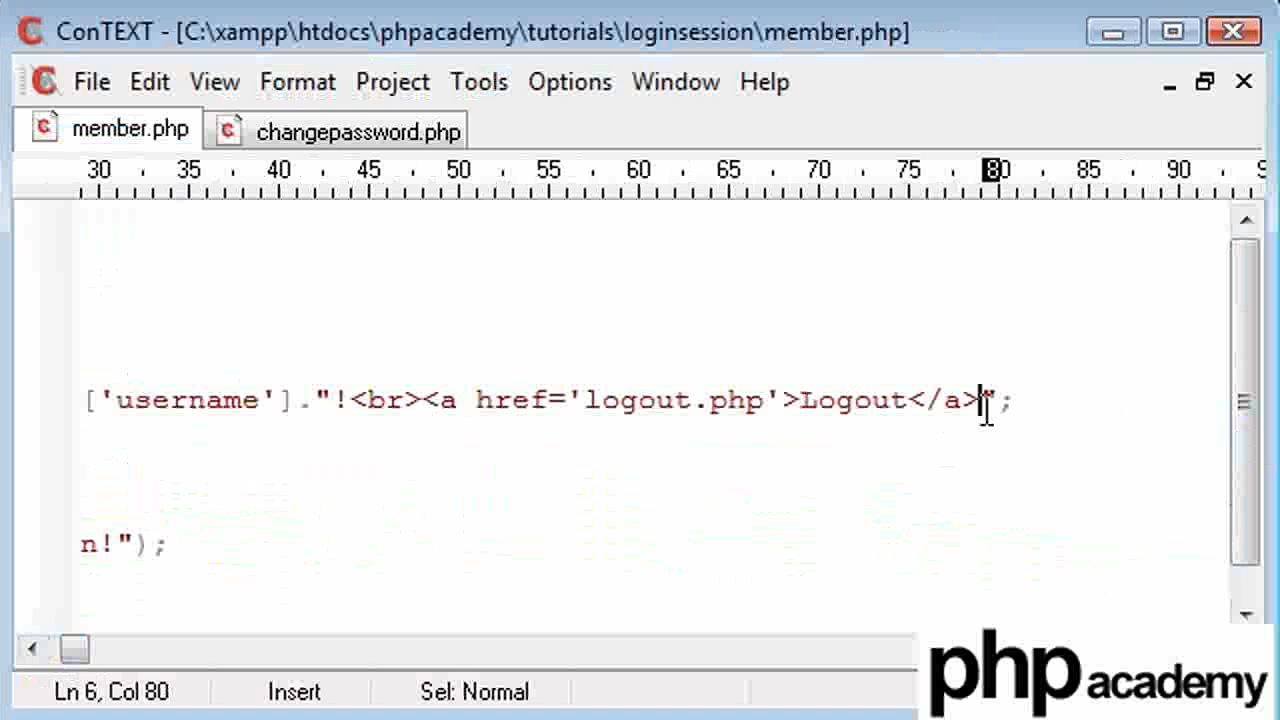 ConTEXT - [C:\xampp\htdocs\phpacademy\tutorials\loginsession\member.php]
File Edit View Format Project Tools Options Window Help
member.php changepassword.php
30 35 40 45 50 55 60 65 70 75 80 85 90 9
['username']."!<br><a href='logout.php'>Logout</a>";
n!");
Ln 6, Col 80 Insert Sel: Normal
php academy